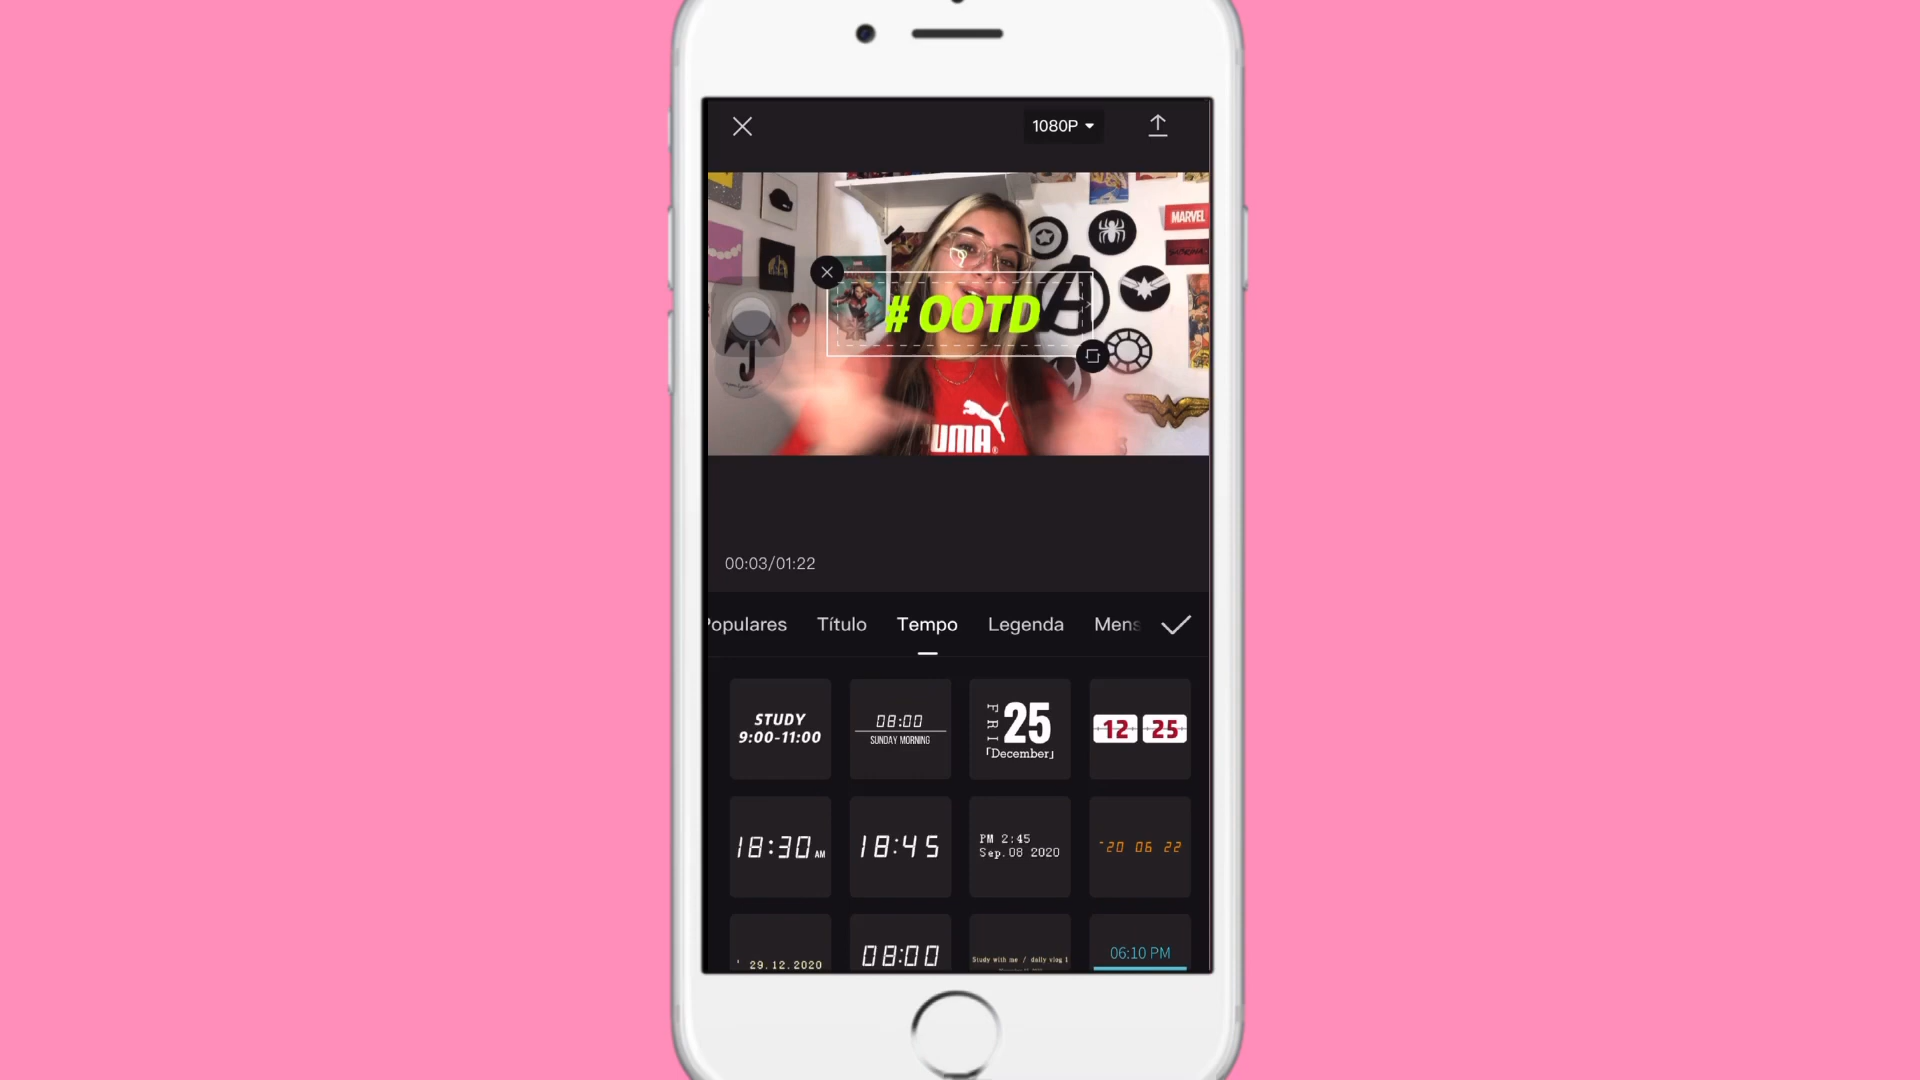 1080P
MARVEL
# OOTD
PUMA
00:03/01:22
Populares Título Tempo Legenda Mens
STUDY
9:00-11:00
08:00
SUNDAY MORNING
FRI
25
「December」
12 25
18:30 AM
18:45
PM 2:45
Sep.08 2020
'20 06 22
' 29.12.2020
08:00
Study with me / daily vlog 1
06:10 PM